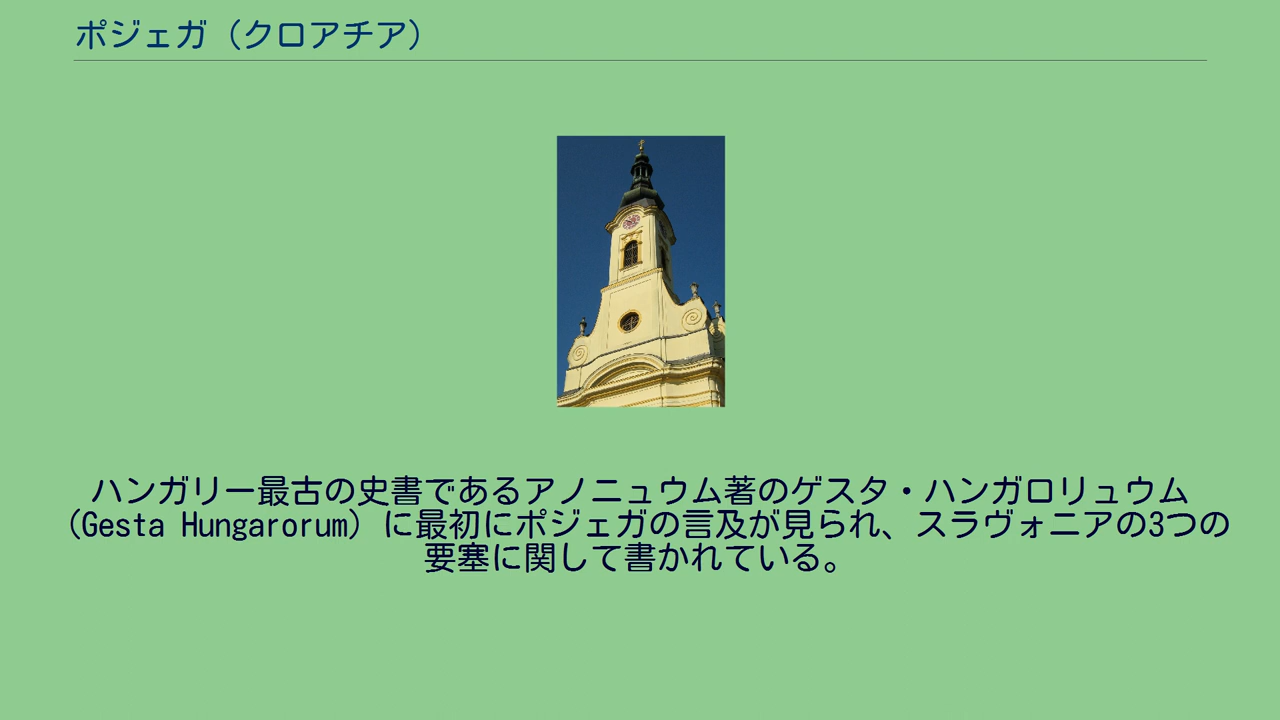 ポジェガ（クロアチア）
ハンガリー最古の史書であるアノニュウム著のゲスタ・ハンガロリュウム
（Gesta Hungarorum）に最初にポジェガの言及が見られ、スラヴォニアの3つの
要塞に関して書かれている。